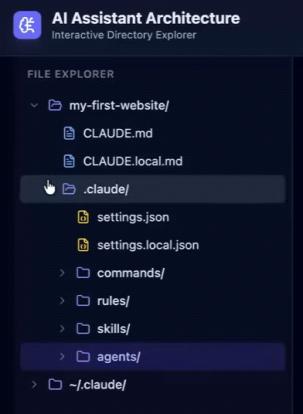 AI Assistant Architecture
Interactive Directory Explorer
FILE EXPLORER
my-first-website/
CLAUDE.md
CLAUDE.local.md
.claude/
settings.json
settings.local.json
commands/
rules/
skills/
agents/
~/.claude/